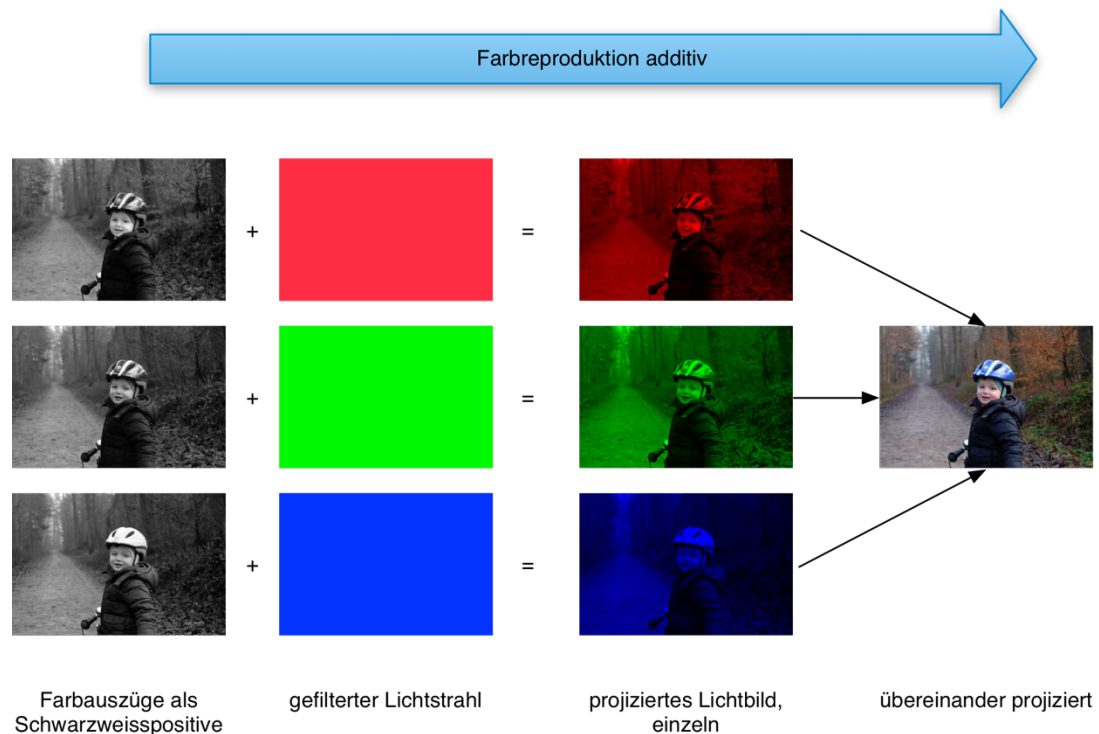 Farbreproduktion additiv
+ =
+ =
+ =
Farbauszüge als
Schwarzweisspositive
gefilterter Lichtstrahl
projiziertes Lichtbild,
einzeln
übereinander projiziert